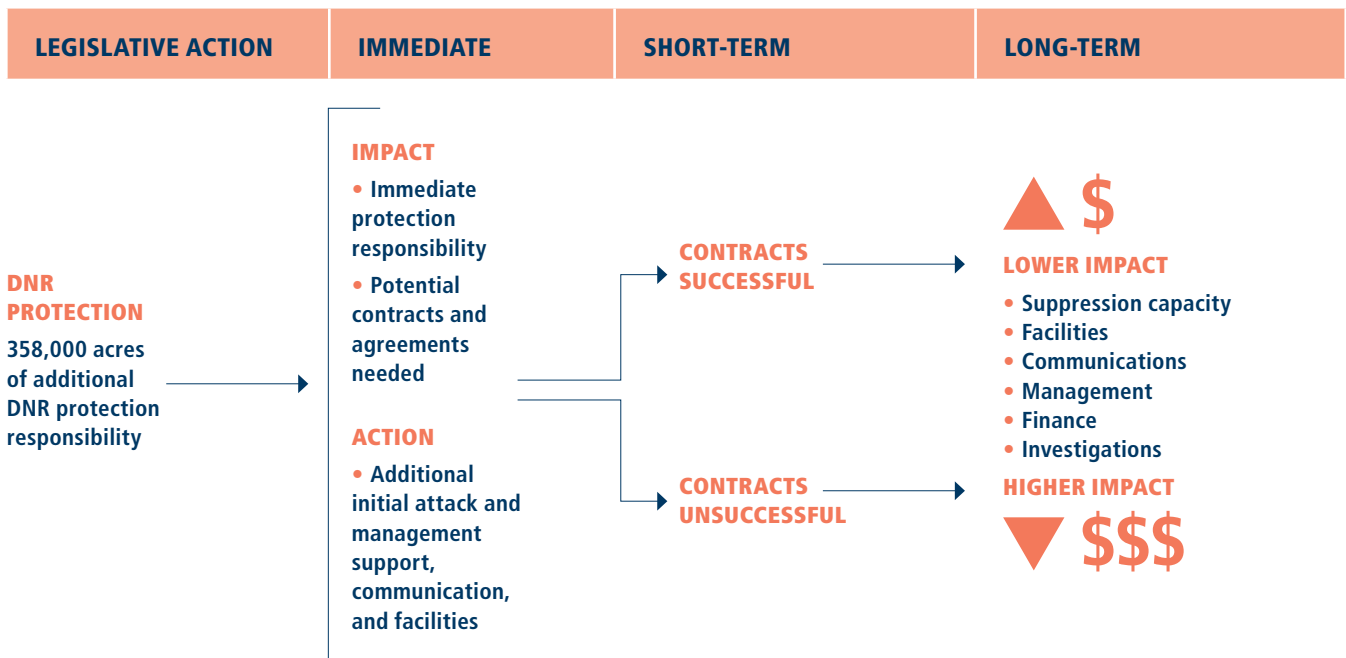 LEGISLATIVE ACTION
IMMEDIATE
SHORT-TERM
LONG-TERM
DNR
PROTECTION
358,000 acres
of additional
DNR protection
responsibility
IMPACT
• Immediate
protection
responsibility
• Potential
contracts and
agreements
needed
ACTION
• Additional
initial attack and
management
support,
communication,
and facilities
CONTRACTS
SUCCESSFUL
CONTRACTS
UNSUCCESSFUL
$
LOWER IMPACT
• Suppression capacity
• Facilities
• Communications
• Management
• Finance
• Investigations
HIGHER IMPACT
$$$